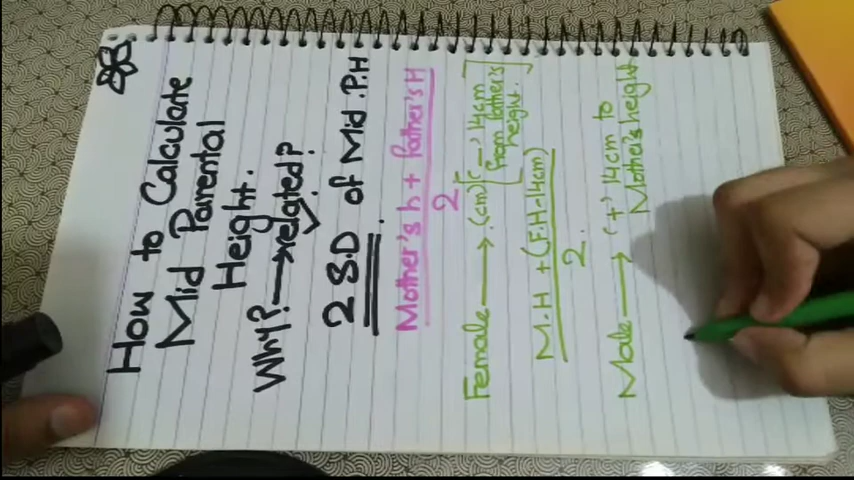 How to Calculate
Mid Parental
Height.
Why? → related?
2 S.D of Mid .P.H
Mother's h + father's H
2
Female → (cm) [(-) 14cm
from father's
height.]
M.H + (F.H-14cm)
2.
Male → (+) 14cm to
Mother's height